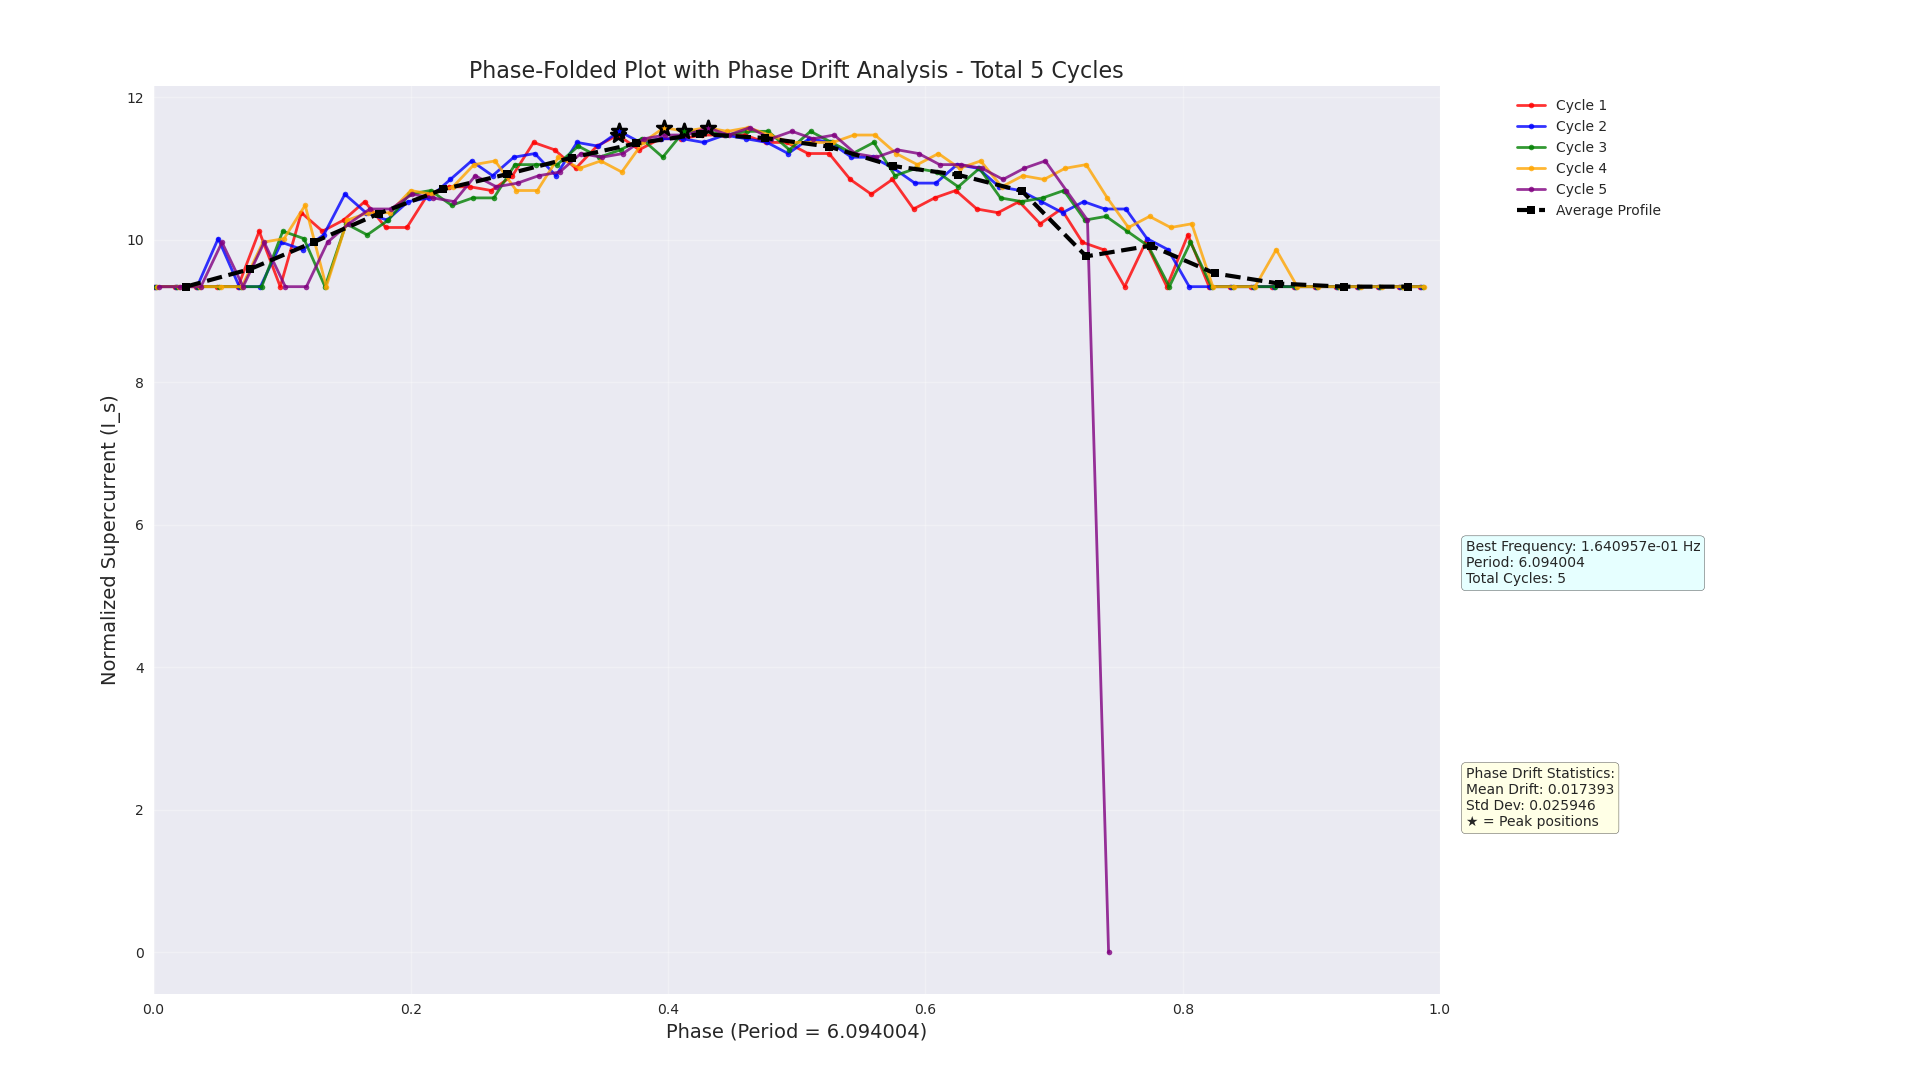 Phase-Folded Plot with Phase Drift Analysis - Total 5 Cycles
Normalized Supercurrent (I_s)
12
10
8
6
4
2
0
0.0
0.2
0.4
0.6
0.8
1.0
Phase (Period = 6.094004)
Cycle 1
Cycle 2
Cycle 3
Cycle 4
Cycle 5
Average Profile
Best Frequency: 1.640957e-01 Hz
Period: 6.094004
Total Cycles: 5
Phase Drift Statistics:
Mean Drift: 0.017393
Std Dev: 0.025946
★ = Peak positions